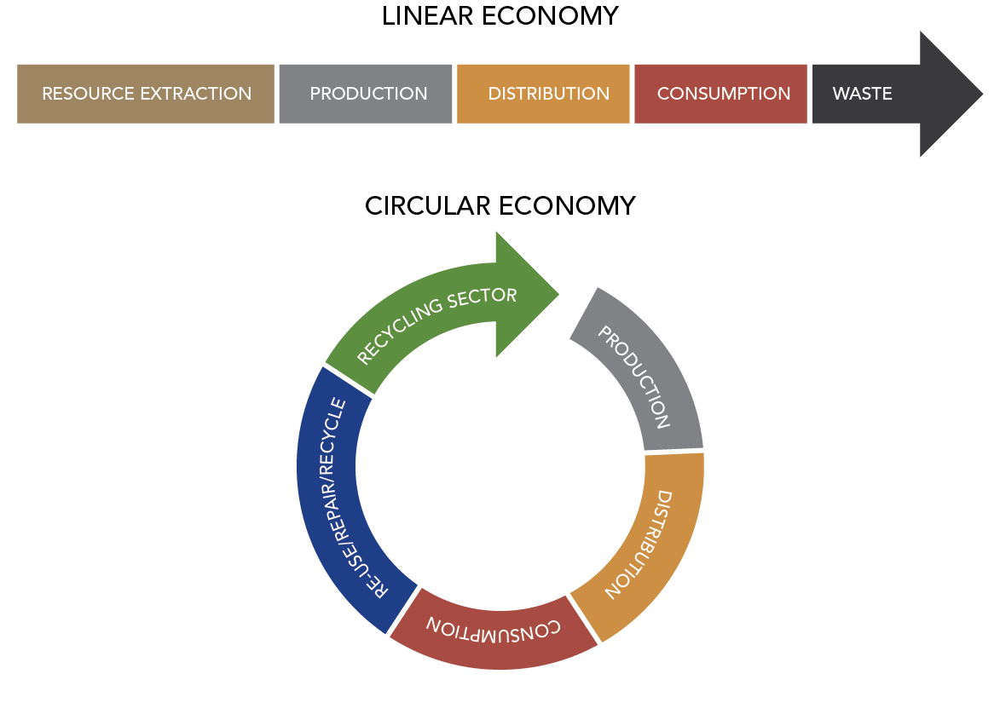 LINEAR ECONOMY
RESOURCE EXTRACTION
PRODUCTION
DISTRIBUTION
CONSUMPTION
WASTE
CIRCULAR ECONOMY
RECYCLING SECTOR
PRODUCTION
DISTRIBUTION
CONSUMPTION
RE-USE/REPAIR/RECYCLE